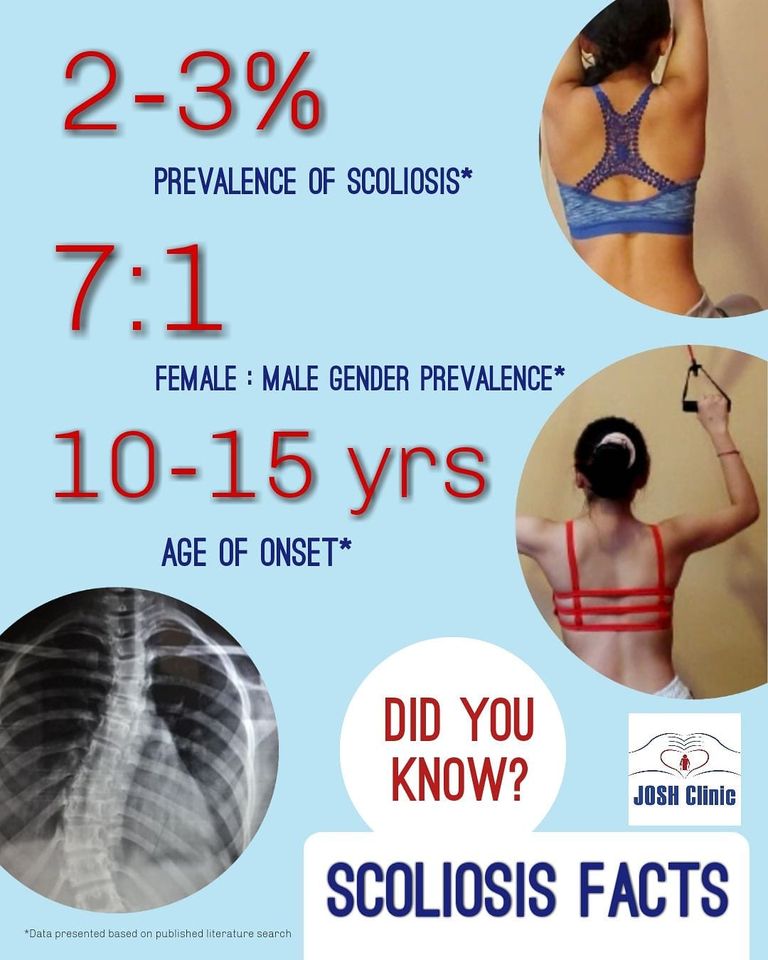 2-3%
PREVALENCE OF SCOLIOSIS*
7:1
FEMALE : MALE GENDER PREVALENCE*
10-15 yrs
AGE OF ONSET*
DID YOU
KNOW?
JOSH Clinic
SCOLIOSIS FACTS
*Data presented based on published literature search